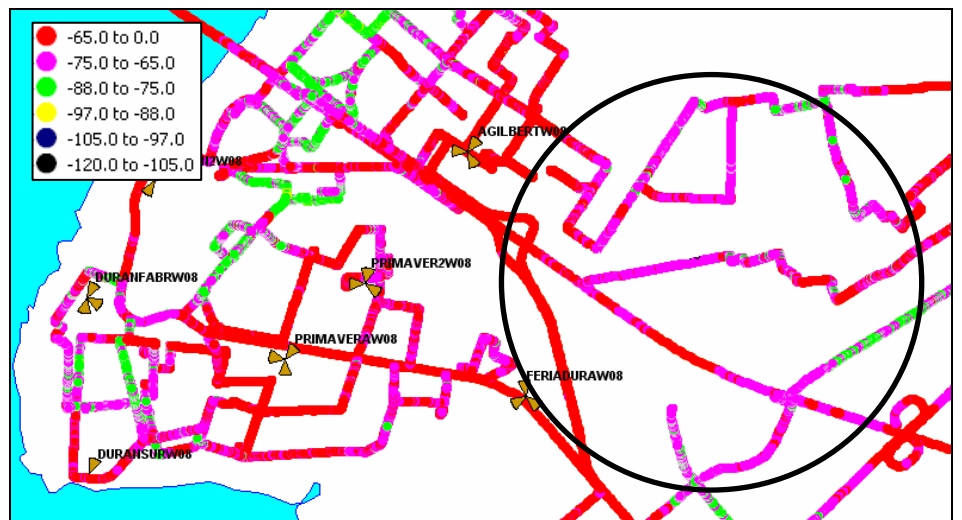 -65.0 to 0.0
-75.0 to -65.0
-88.0 to -75.0
-97.0 to -88.0
-105.0 to -97.0
-120.0 to -105.0
AGILBERTW08
2W08
PRIMAVER2W08
DURANFABRW08
PRIMAVERAW08
FERIADURAW08
DURANSURW08